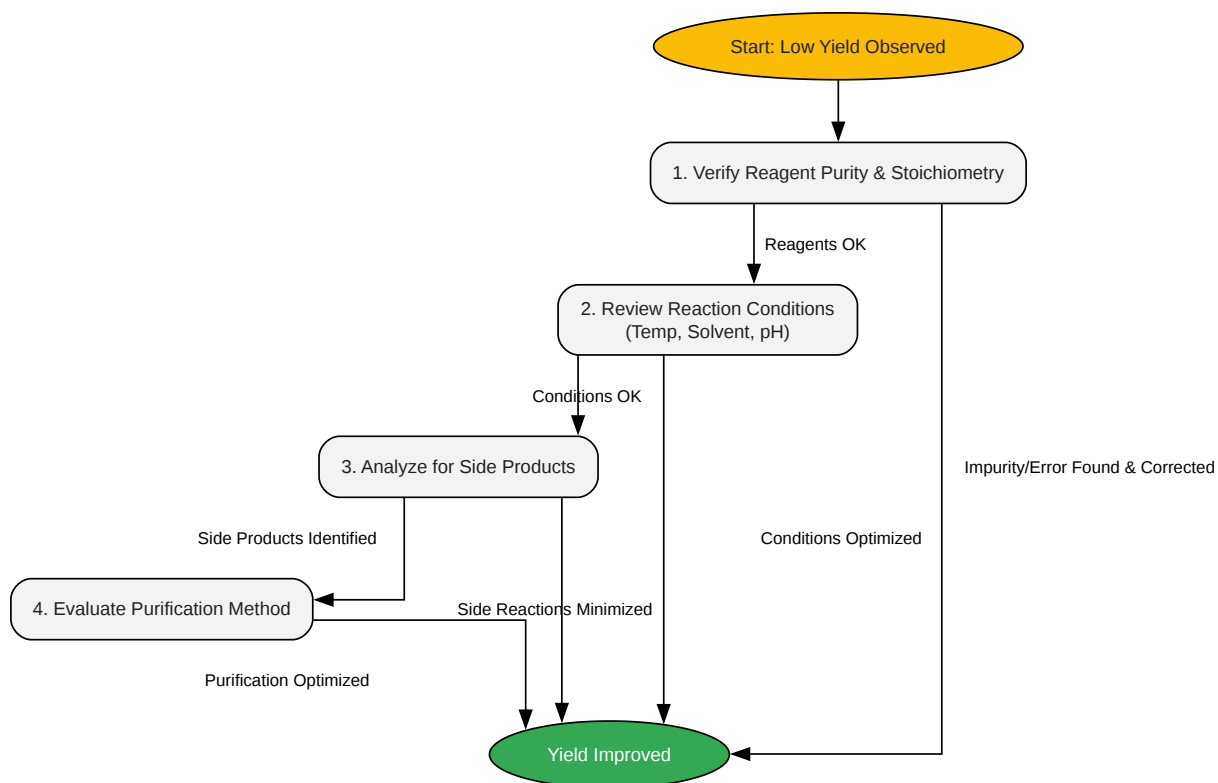 Start: Low Yield Observed
1. Verify Reagent Purity & Stoichiometry
Reagents OK
2. Review Reaction Conditions
(Temp, Solvent, pH)
Conditions OK
3. Analyze for Side Products
Impurity/Error Found & Corrected
Side Products Identified
Conditions Optimized
4. Evaluate Purification Method
Side Reactions Minimized
Purification Optimized
Yield Improved